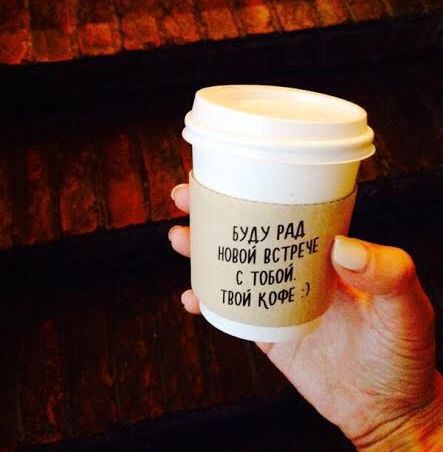 БУДУ РАД
НОВОЙ ВСТРЕЧЕ
С ТОБОЙ.
ТВОЙ КОФЕ :)